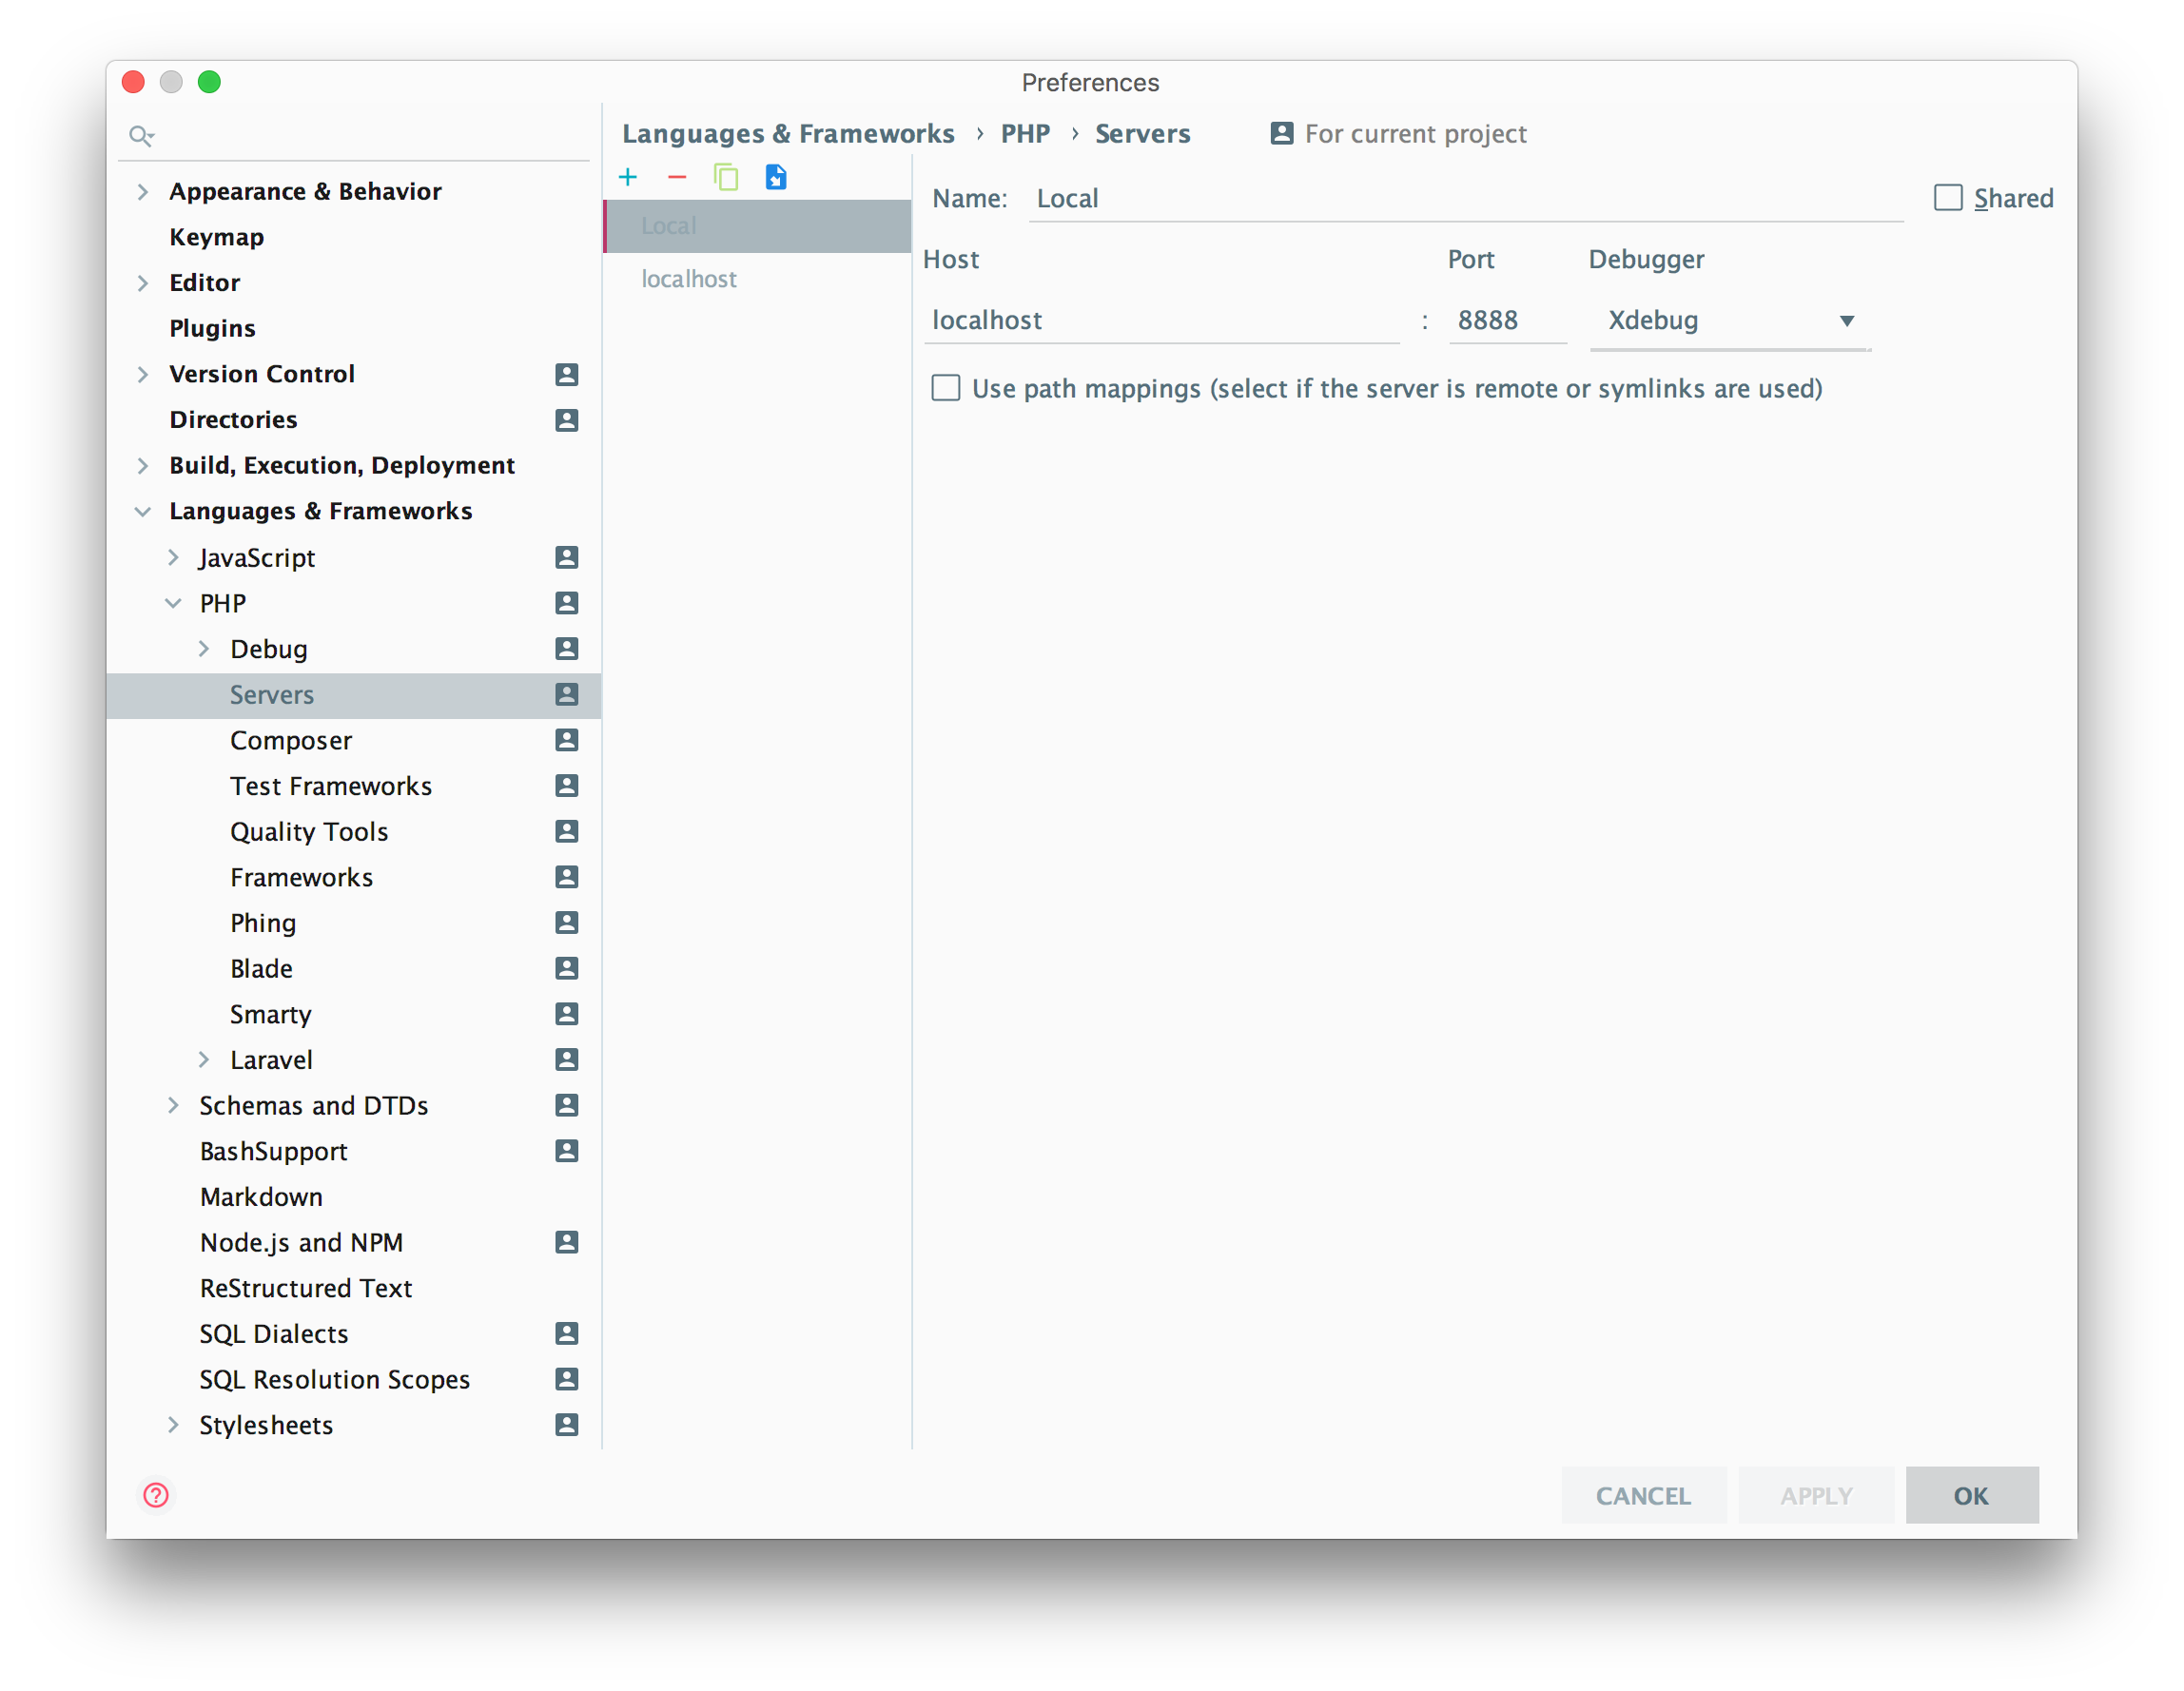 Preferences
Appearance & Behavior
Keymap
Editor
Plugins
Version Control
Directories
Build, Execution, Deployment
Languages & Frameworks
JavaScript
PHP
Debug
Servers
Composer
Test Frameworks
Quality Tools
Frameworks
Phing
Blade
Smarty
Laravel
Schemas and DTDs
BashSupport
Markdown
Node.js and NPM
ReStructured Text
SQL Dialects
SQL Resolution Scopes
Stylesheets
Languages & Frameworks › PHP › Servers For current project
Local
localhost
Name: Local Shared
Host Port Debugger
localhost : 8888 Xdebug
Use path mappings (select if the server is remote or symlinks are used)
? CANCEL APPLY OK